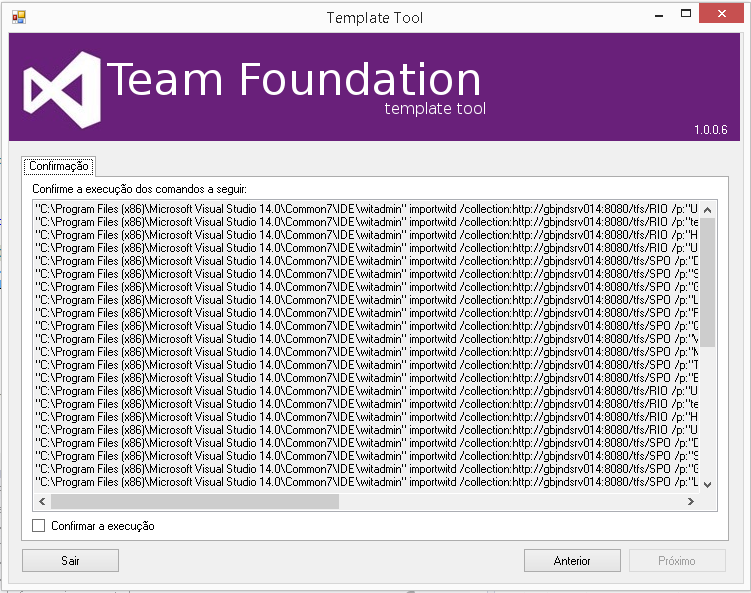 Template Tool
Team Foundation
template tool
1.0.0.6
Confirmação
Confirme a execução dos comandos a seguir:
"C:\Program Files (x86)\Microsoft Visual Studio 14.0\Common7\IDE\witadmin" importwitd /collection:http://gbjndsrv014:8080/tfs/RIO /p:"U
"C:\Program Files (x86)\Microsoft Visual Studio 14.0\Common7\IDE\witadmin" importwitd /collection:http://gbjndsrv014:8080/tfs/RIO /p:"te
"C:\Program Files (x86)\Microsoft Visual Studio 14.0\Common7\IDE\witadmin" importwitd /collection:http://gbjndsrv014:8080/tfs/RIO /p:"H
"C:\Program Files (x86)\Microsoft Visual Studio 14.0\Common7\IDE\witadmin" importwitd /collection:http://gbjndsrv014:8080/tfs/RIO /p:"U
"C:\Program Files (x86)\Microsoft Visual Studio 14.0\Common7\IDE\witadmin" importwitd /collection:http://gbjndsrv014:8080/tfs/SPO /p:"D
"C:\Program Files (x86)\Microsoft Visual Studio 14.0\Common7\IDE\witadmin" importwitd /collection:http://gbjndsrv014:8080/tfs/SPO /p:"S
"C:\Program Files (x86)\Microsoft Visual Studio 14.0\Common7\IDE\witadmin" importwitd /collection:http://gbjndsrv014:8080/tfs/SPO /p:"G
"C:\Program Files (x86)\Microsoft Visual Studio 14.0\Common7\IDE\witadmin" importwitd /collection:http://gbjndsrv014:8080/tfs/SPO /p:"L
"C:\Program Files (x86)\Microsoft Visual Studio 14.0\Common7\IDE\witadmin" importwitd /collection:http://gbjndsrv014:8080/tfs/SPO /p:"F
"C:\Program Files (x86)\Microsoft Visual Studio 14.0\Common7\IDE\witadmin" importwitd /collection:http://gbjndsrv014:8080/tfs/SPO /p:"C
"C:\Program Files (x86)\Microsoft Visual Studio 14.0\Common7\IDE\witadmin" importwitd /collection:http://gbjndsrv014:8080/tfs/SPO /p:"V
"C:\Program Files (x86)\Microsoft Visual Studio 14.0\Common7\IDE\witadmin" importwitd /collection:http://gbjndsrv014:8080/tfs/SPO /p:"M
"C:\Program Files (x86)\Microsoft Visual Studio 14.0\Common7\IDE\witadmin" importwitd /collection:http://gbjndsrv014:8080/tfs/SPO /p:"T
"C:\Program Files (x86)\Microsoft Visual Studio 14.0\Common7\IDE\witadmin" importwitd /collection:http://gbjndsrv014:8080/tfs/SPO /p:"E
"C:\Program Files (x86)\Microsoft Visual Studio 14.0\Common7\IDE\witadmin" importwitd /collection:http://gbjndsrv014:8080/tfs/RIO /p:"U
"C:\Program Files (x86)\Microsoft Visual Studio 14.0\Common7\IDE\witadmin" importwitd /collection:http://gbjndsrv014:8080/tfs/RIO /p:"te
"C:\Program Files (x86)\Microsoft Visual Studio 14.0\Common7\IDE\witadmin" importwitd /collection:http://gbjndsrv014:8080/tfs/RIO /p:"H
"C:\Program Files (x86)\Microsoft Visual Studio 14.0\Common7\IDE\witadmin" importwitd /collection:http://gbjndsrv014:8080/tfs/RIO /p:"U
"C:\Program Files (x86)\Microsoft Visual Studio 14.0\Common7\IDE\witadmin" importwitd /collection:http://gbjndsrv014:8080/tfs/SPO /p:"D
"C:\Program Files (x86)\Microsoft Visual Studio 14.0\Common7\IDE\witadmin" importwitd /collection:http://gbjndsrv014:8080/tfs/SPO /p:"S
"C:\Program Files (x86)\Microsoft Visual Studio 14.0\Common7\IDE\witadmin" importwitd /collection:http://gbjndsrv014:8080/tfs/SPO /p:"G
"C:\Program Files (x86)\Microsoft Visual Studio 14.0\Common7\IDE\witadmin" importwitd /collection:http://gbjndsrv014:8080/tfs/SPO /p:"L
Confirmar a execução
Sair
Anterior
Próximo